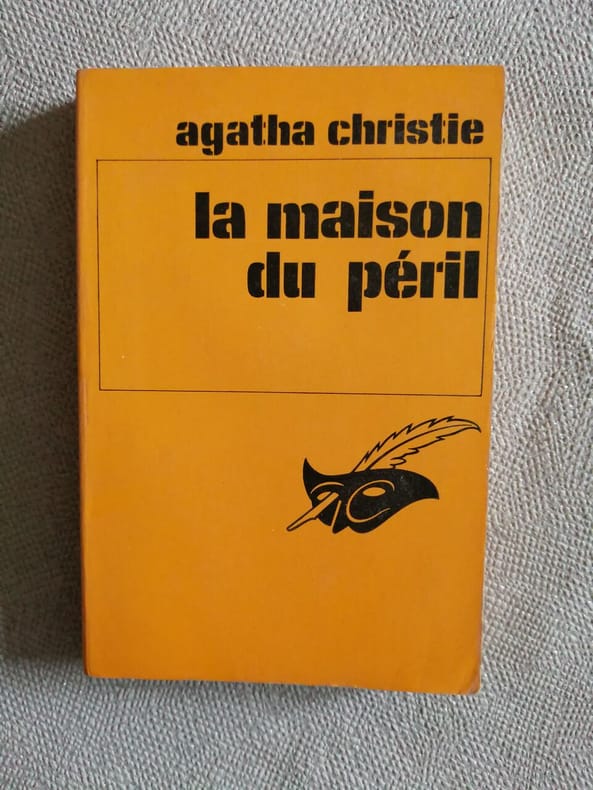 agatha christie
la maison
du péril